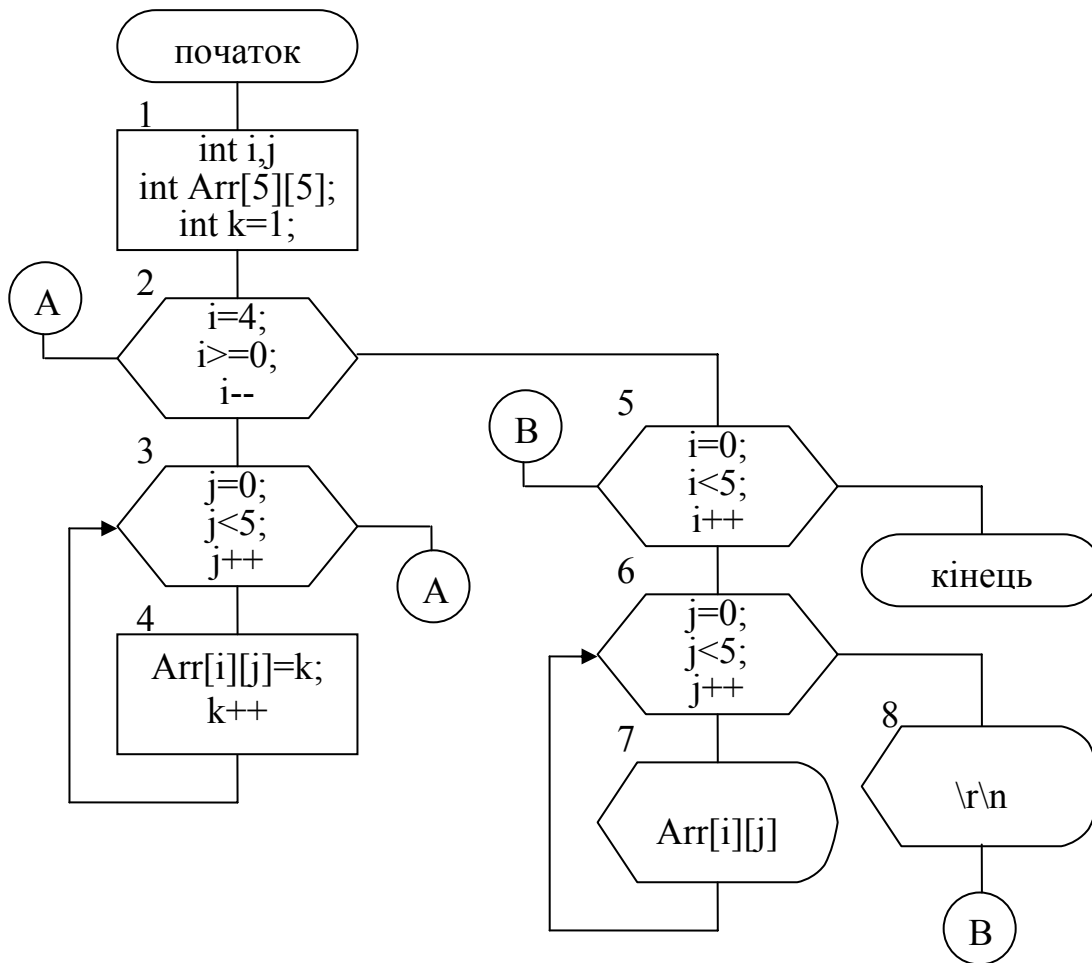 початок
1
int i,j
int Arr[5][5];
int k=1;
2
A
i=4;
i>=0;
i--
3
j=0;
j<5;
j++
A
4
Arr[i][j]=k;
k++
5
B
i=0;
i<5;
i++
кінець
6
j=0;
j<5;
j++
7
Arr[i][j]
8
\r\n
B